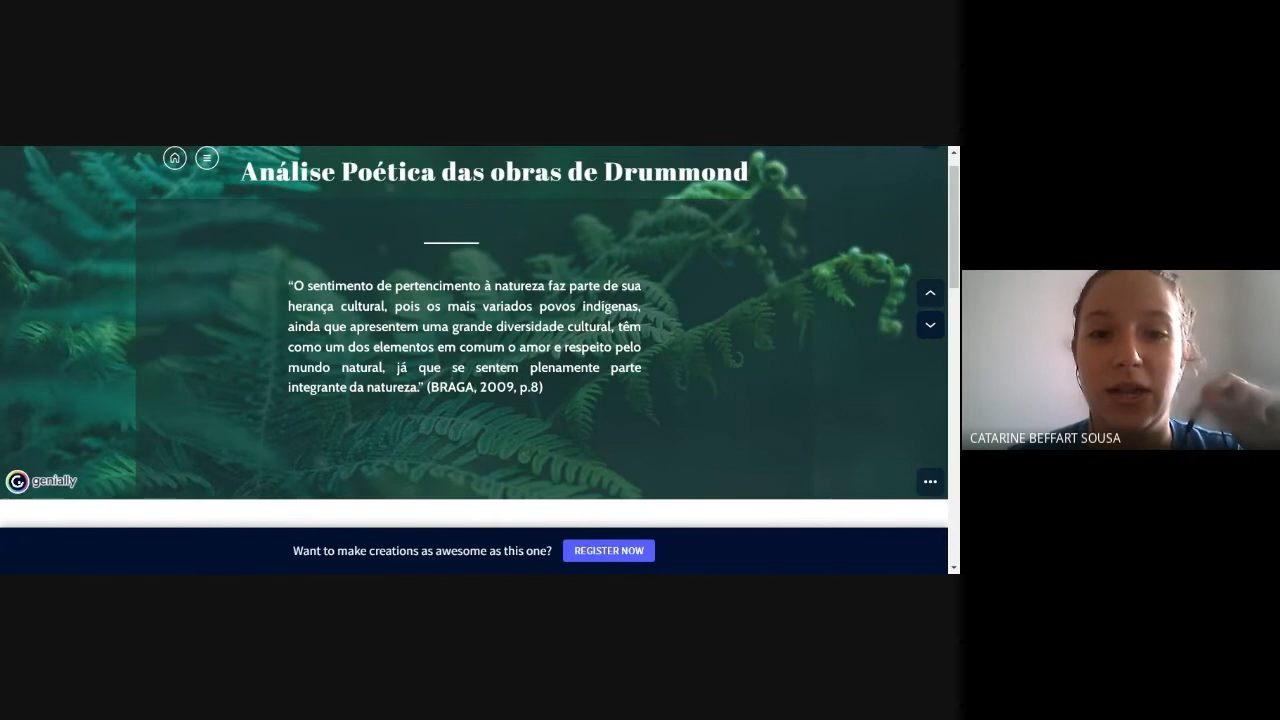 Análise Poética das obras de Drummond
“O sentimento de pertencimento à natureza faz parte de sua
herança cultural, pois os mais variados povos indígenas,
ainda que apresentem uma grande diversidade cultural, têm
como um dos elementos em comum o amor e respeito pelo
mundo natural, já que se sentem plenamente parte
integrante da natureza.” (BRAGA, 2009, p.8)
genially
Want to make creations as awesome as this one? REGISTER NOW
CATARINE BEFFART SOUSA